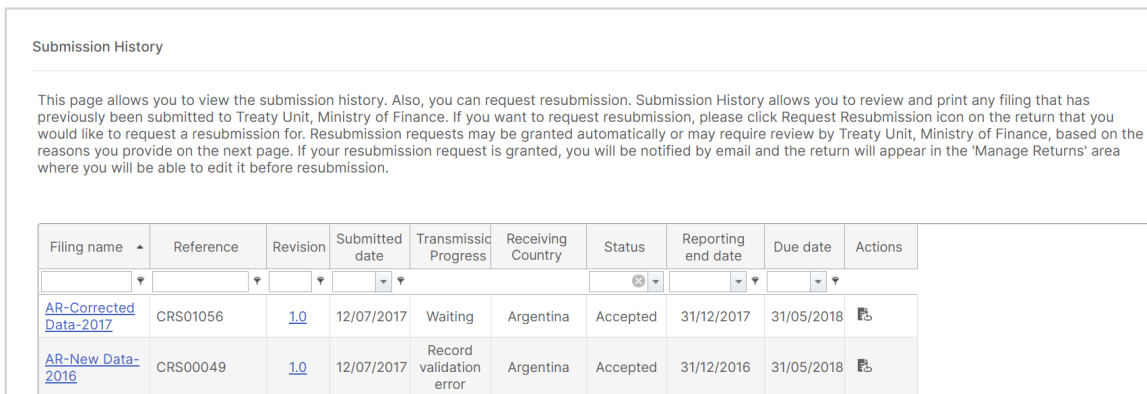 Submission History
This page allows you to view the submission history. Also, you can request resubmission. Submission History allows you to review and print any filing that has
previously been submitted to Treaty Unit, Ministry of Finance. If you want to request resubmission, please click Request Resubmission icon on the return that you
would like to request a resubmission for. Resubmission requests may be granted automatically or may require review by Treaty Unit, Ministry of Finance, based on the
reasons you provide on the next page. If your resubmission request is granted, you will be notified by email and the return will appear in the 'Manage Returns' area
where you will be able to edit it before resubmission.
Filing name Reference Revision Submitted date Transmissio Progress Receiving Country Status Reporting end date Due date Actions
AR-Corrected Data-2017 CRS01056 1.0 12/07/2017 Waiting Argentina Accepted 31/12/2017 31/05/2018
AR-New Data-2016 CRS00049 1.0 12/07/2017 Record validation error Argentina Accepted 31/12/2016 31/05/2018